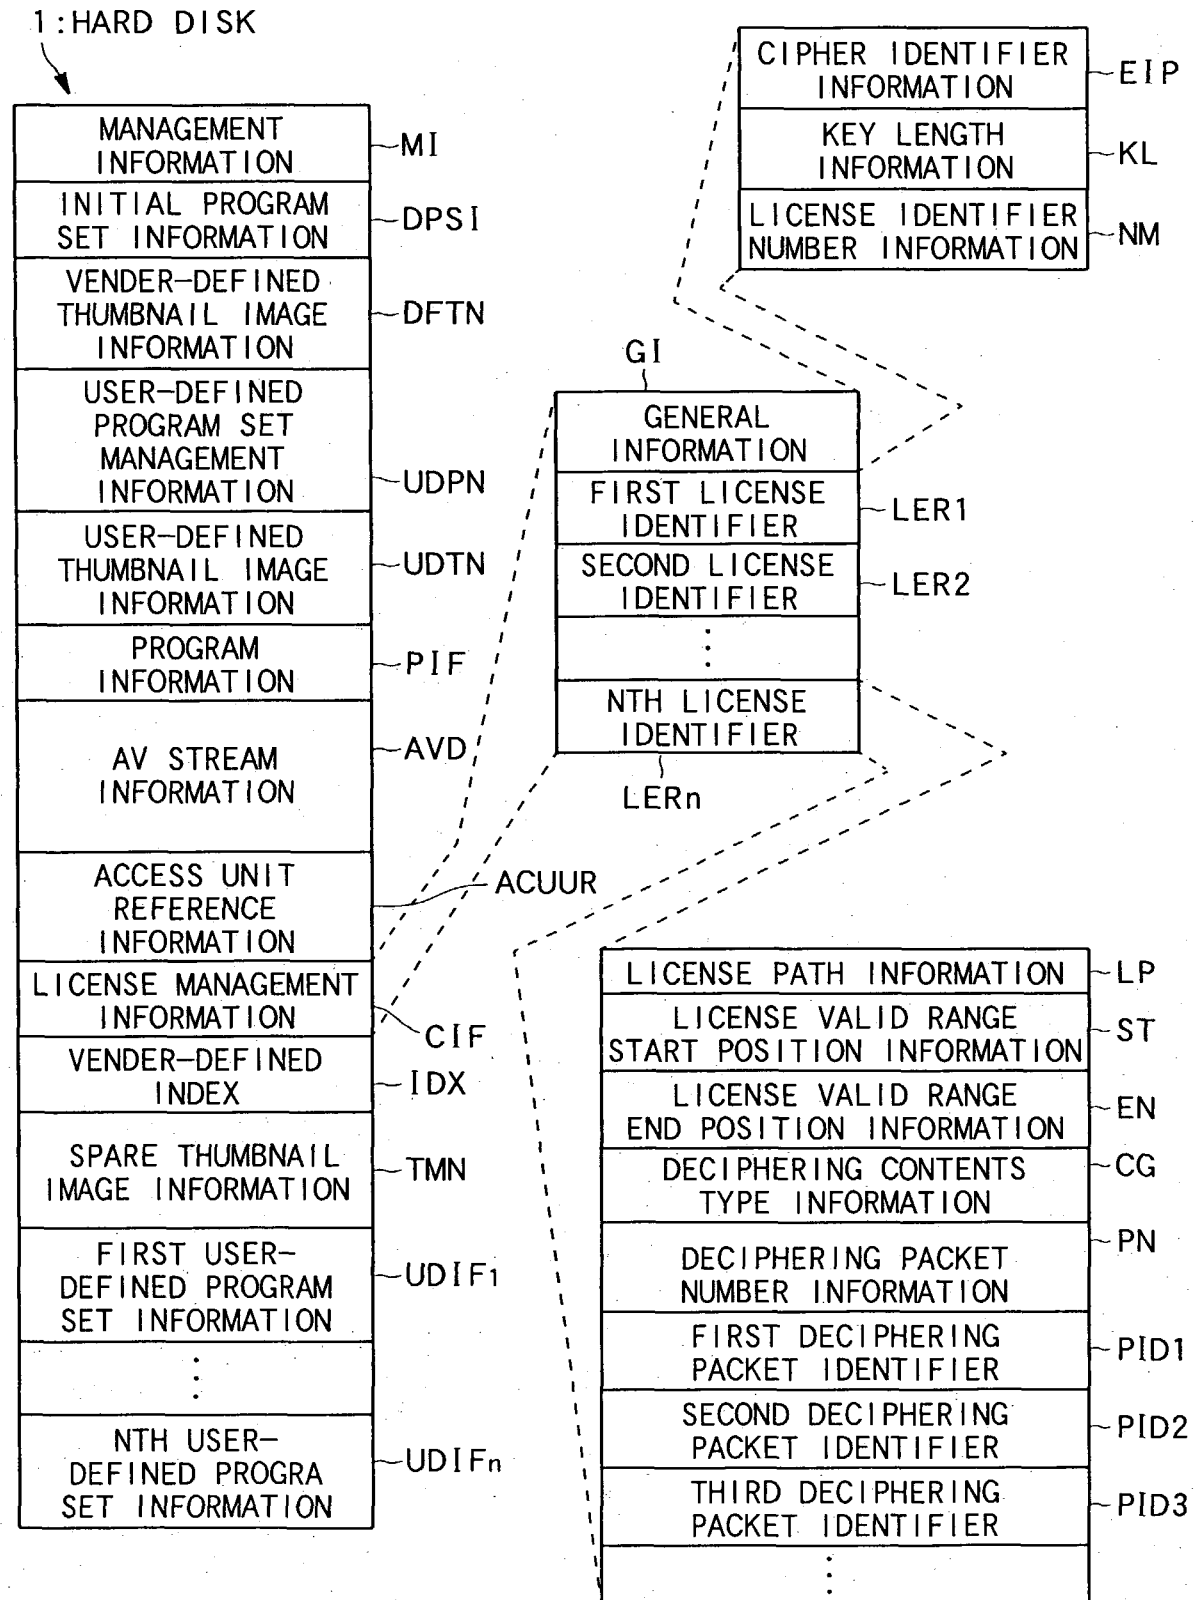 1:HARD DISK
MANAGEMENT
INFORMATION
MI
INITIAL PROGRAM
SET INFORMATION
DPSI
VENDER-DEFINED
THUMBNAIL IMAGE
INFORMATION
DFTN
USER-DEFINED
PROGRAM SET
MANAGEMENT
INFORMATION
UDPN
USER-DEFINED
THUMBNAIL IMAGE
INFORMATION
UDTN
PROGRAM
INFORMATION
PIF
AV STREAM
INFORMATION
AVD
ACCESS UNIT
REFERENCE
INFORMATION
ACUUR
LICENSE MANAGEMENT
INFORMATION
CIF
VENDER-DEFINED
INDEX
IDX
SPARE THUMBNAIL
IMAGE INFORMATION
TMN
FIRST USER-
DEFINED PROGRAM
SET INFORMATION
UDIF1
NTH USER-
DEFINED PROGRA
SET INFORMATION
UDIFn
CIPHER IDENTIFIER
INFORMATION
EIP
KEY LENGTH
INFORMATION
KL
LICENSE IDENTIFIER
NUMBER INFORMATION
NM
GI
GENERAL
INFORMATION
FIRST LICENSE
IDENTIFIER
LER1
SECOND LICENSE
IDENTIFIER
LER2
NTH LICENSE
IDENTIFIER
LERn
LICENSE PATH INFORMATION
LP
LICENSE VALID RANGE
START POSITION INFORMATION
ST
LICENSE VALID RANGE
END POSITION INFORMATION
EN
DECIPHERING CONTENTS
TYPE INFORMATION
CG
DECIPHERING PACKET
NUMBER INFORMATION
PN
FIRST DECIPHERING
PACKET IDENTIFIER
PID1
SECOND DECIPHERING
PACKET IDENTIFIER
PID2
THIRD DECIPHERING
PACKET IDENTIFIER
PID3